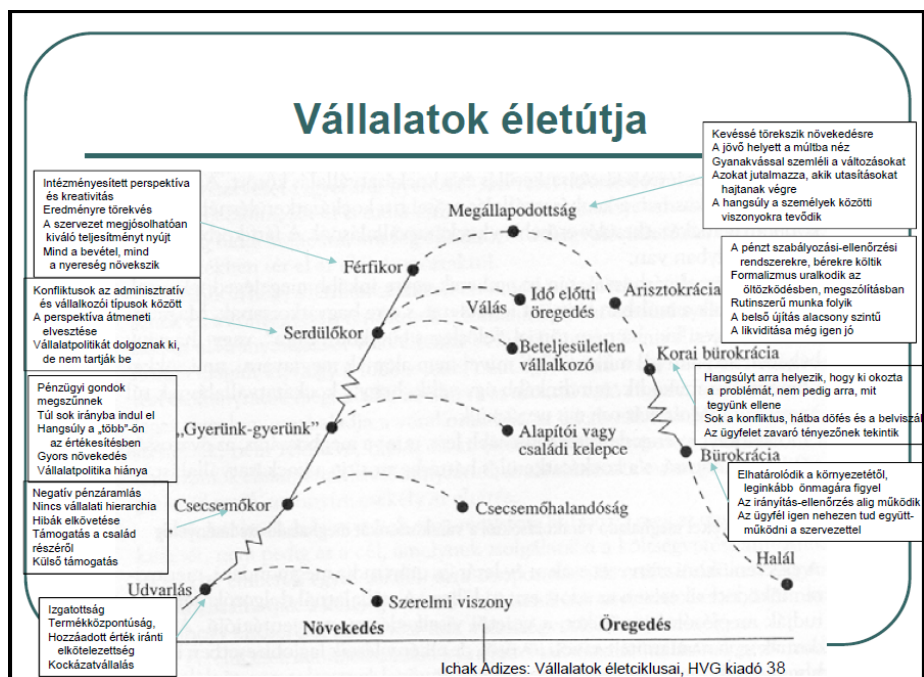 Vállalatok életútja
Kevéssé törekszik növekedésre
A jövő helyett a múltba néz
Gyanakvással szemléli a változásokat
Azokat jutalmazza, akik utasításokat
hajtanak végre
A hangsúly a személyek közötti
viszonyokra tevődik
Intézményesített perspektíva
és kreativitás
Eredményre törekvés
A szervezet megjósolhatóan
kiváló teljesítményt nyújt
Mind a bevétel, mind
a nyereség növekszik
Megállapodottság
Férfikor
A pénzt szabályozási-ellenőrzési
rendszerekre, bérekre költik
Formalizmus uralkodik az
öltözködésben, megszólításban
Rutinszerű munka folyik
A belső újítás alacsony szintű
A likviditása még igen jó
Konfliktusok az adminisztratív
és vállalkozói típusok között
A perspektíva átmeneti
elvesztése
Vállalatpolitikát dolgoznak ki,
de nem tartják be
Válás
Idő előtti
öregedés
Arisztokrácia
Serdülőkor
Beteljesületlen
vállalkozó
Korai bürokrácia
Hangsúlyt arra helyezik, hogy ki okozta
a problémát, nem pedig arra, mit
tegyünk ellene
Sok a konfliktus, hátba döfés és a belviszál
Az ügyfelet zavaró tényezőnek tekintik
Pénzügyi gondok
megszűnnek
Túl sok irányba indul el
Hangsúly a „több"-ön
az értékesítésben
Gyors növekedés
Vállalatpolitika hiánya
„Gyerünk-gyerünk"
Alapítói vagy
családi kelepce
Bürokrácia
Elhatárolódik a környezetétől,
leginkább önmagára figyel
Az irányítás-ellenőrzés alig működik
Az ügyfél igen nehezen tud együtt-
működni a szervezettel
Negatív pénzáramlás
Nincs vállalati hierarchia
Hibák elkövetése
Támogatás a család
részéről
Külső támogatás
Csecsemőkor
Csecsemőhalandóság
Halál
Udvarlás
Szerelmi viszony
Izgatottság
Termékközpontúság,
Hozzáadott érték iránti
elkötelezettség
Kockázatvállalás
Növekedés
Öregedés
Ichak Adizes: Vállalatok életciklusai, HVG kiadó 38